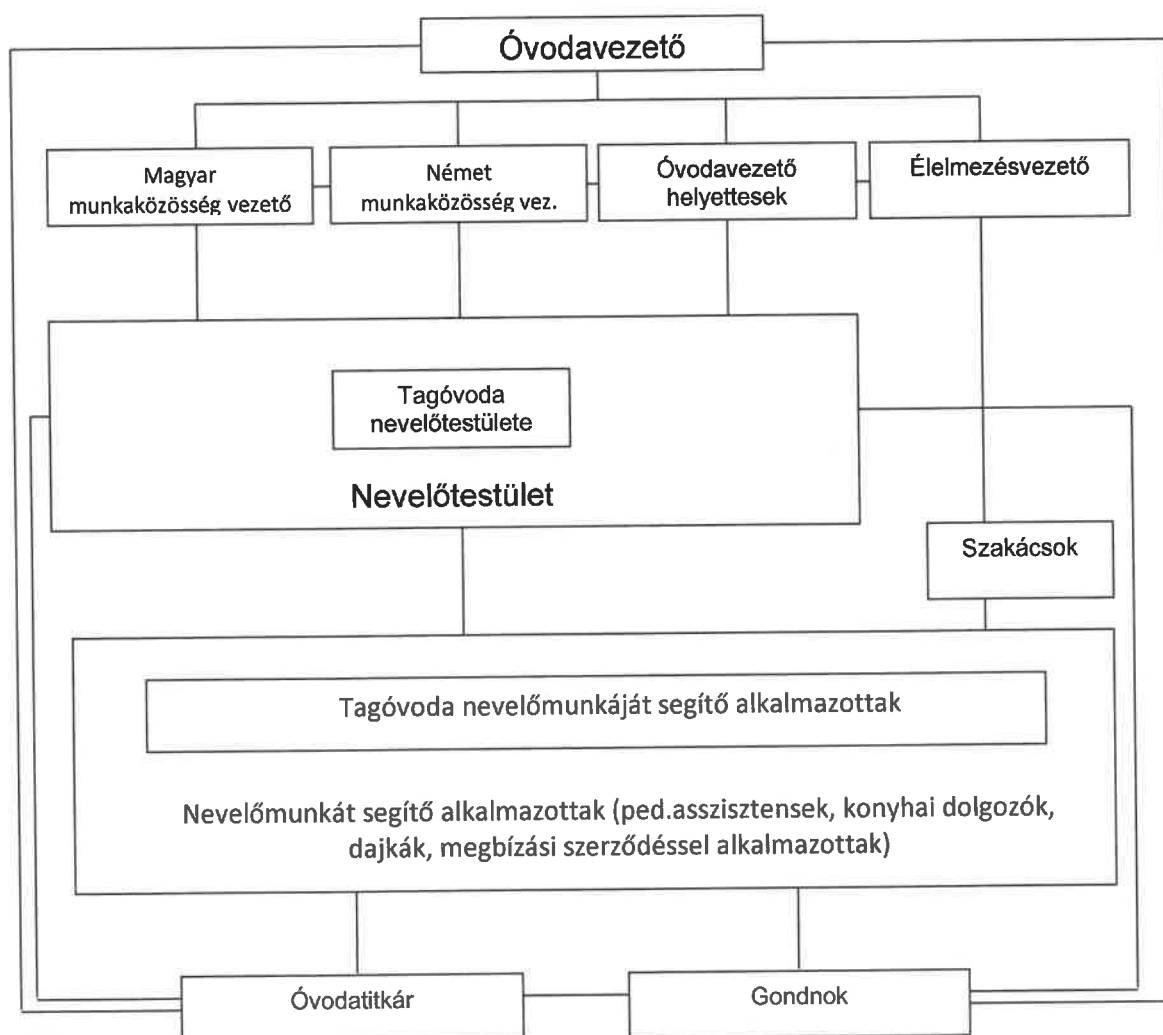 Óvodavezető
Magyar
munkaközösség vezető
Német
munkaközösség vez.
Óvodavezető
helyettesek
Élelmezésvezető
Tagóvoda
nevelőtestülete
Nevelőtestület
Szakácsok
Tagóvoda nevelőmunkáját segítő alkalmazottak
Nevelőmunkát segítő alkalmazottak (ped.asszisztensek, konyhai dolgozók,
dajkák, megbízási szerződéssel alkalmazottak)
Óvodatitkár
Gondnok